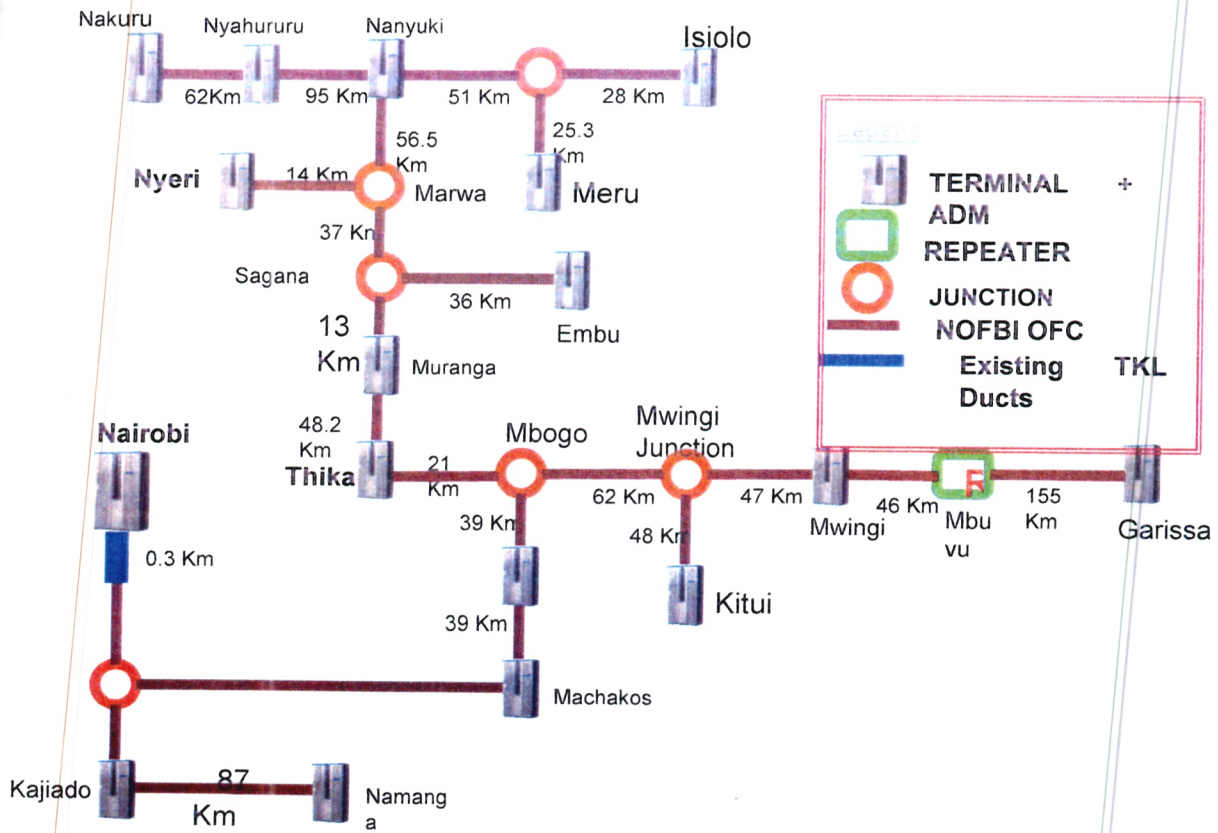 Nakuru
Nyahururu
Nanyuki
Isiolo
62Km
95 Km
51 Km
28 Km
56.5
Km
25.3
Km
Nyeri
14 Km
Marwa
Meru
37 Km
Sagana
36 Km
Embu
13
Km
Muranga
Legend
TERMINAL +
ADM
REPEATER
JUNCTION
NOFBI OFC
Existing TKL
Ducts
Nairobi
48.2
Km
Thika
21
Km
Mbogo
Mwingi
Junction
62 Km
47 Km
Mwingi
46 Km
R
Mbu
vu
155
Km
Garissa
39 Km
48 Km
Kitui
0.3 Km
39 Km
Machakos
Kajiado
87
Km
Namang
a